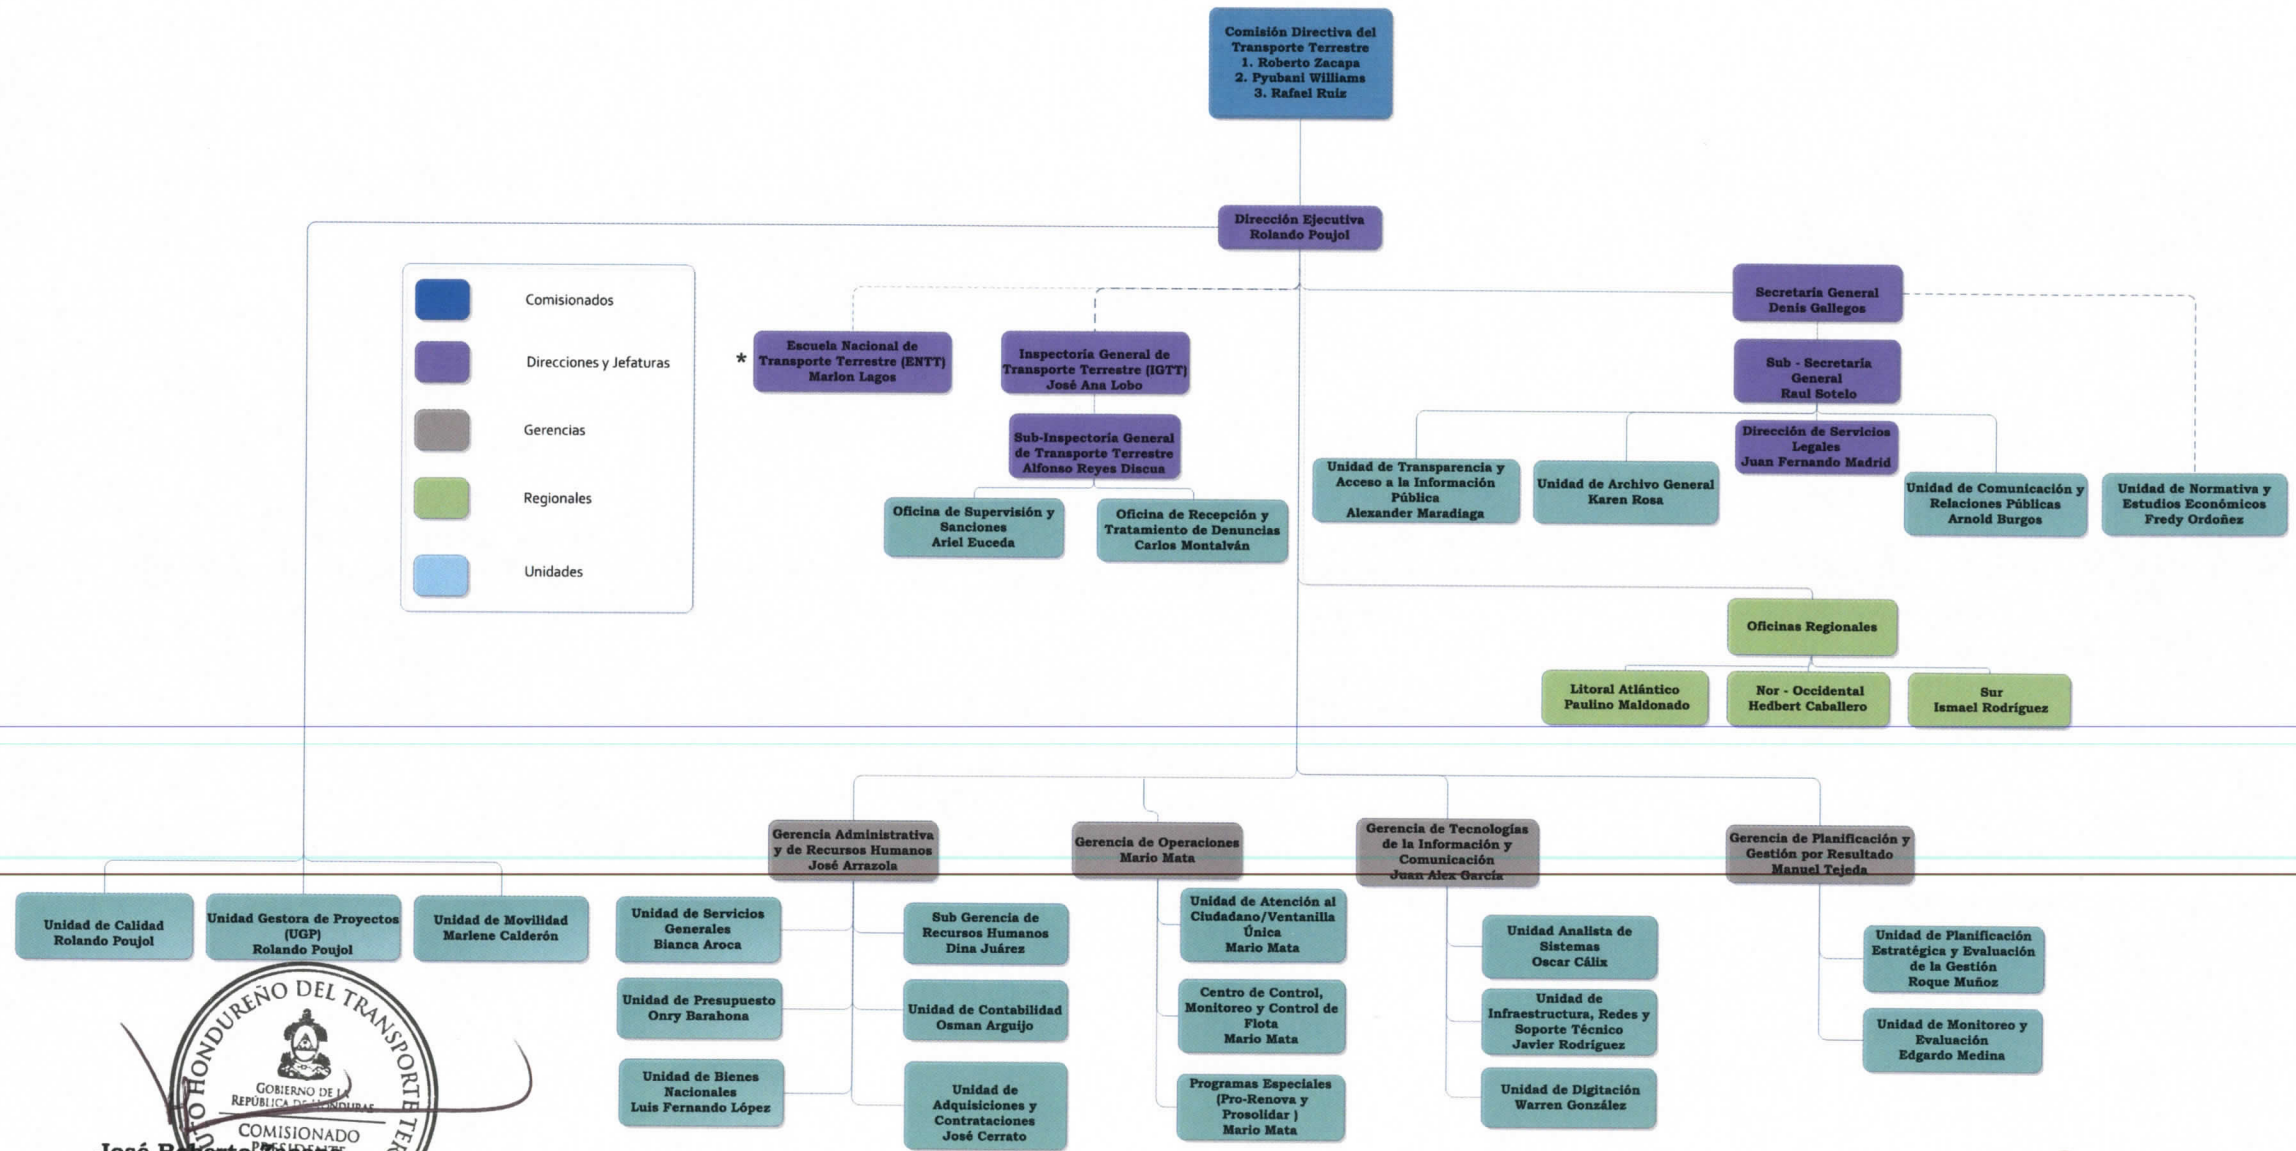 Comisión Directiva del
Transporte Terrestre
1. Roberto Zacapa
2. Pyubani Williams
3. Rafael Ruiz
Dirección Ejecutiva
Rolando Poujol
Comisionados
Direcciones y Jefaturas
Gerencias
Regionales
Unidades
*
Escuela Nacional de
Transporte Terrestre (ENTT)
Marlon Lagos
Inspectoría General de
Transporte Terrestre (IGTT)
José Ana Lobo
Sub-Inspectoría General
de Transporte Terrestre
Alfonso Reyes Discua
Oficina de Supervisión y
Sanciones
Ariel Euceda
Oficina de Recepción y
Tratamiento de Denuncias
Carlos Montalván
Secretaría General
Denis Gallegos
Sub - Secretaría
General
Raul Sotelo
Dirección de Servicios
Legales
Juan Fernando Madrid
Unidad de Transparencia y
Acceso a la Información
Pública
Alexander Maradiaga
Unidad de Archivo General
Karen Rosa
Unidad de Comunicación y
Relaciones Públicas
Arnold Burgos
Unidad de Normativa y
Estudios Económicos
Fredy Ordoñez
Oficinas Regionales
Litoral Atlántico
Paulino Maldonado
Nor - Occidental
Hedbert Caballero
Sur
Ismael Rodríguez
Gerencia Administrativa
y de Recursos Humanos
José Arrazola
Gerencia de Operaciones
Mario Mata
Gerencia de Tecnologías
de la Información y
Comunicación
Juan Alex García
Gerencia de Planificación y
Gestión por Resultado
Manuel Tejeda
Unidad de Calidad
Rolando Poujol
Unidad Gestora de Proyectos
(UGP)
Rolando Poujol
Unidad de Movilidad
Marlene Calderón
Unidad de Servicios
Generales
Bianca Aroca
Sub Gerencia de
Recursos Humanos
Dina Juárez
Unidad de Presupuesto
Onry Barahona
Unidad de Contabilidad
Osman Arguijo
Unidad de Bienes
Nacionales
Luis Fernando López
Unidad de
Adquisiciones y
Contrataciones
José Cerrato
Unidad de Atención al
Ciudadano/Ventanilla
Única
Mario Mata
Centro de Control,
Monitoreo y Control de
Flota
Mario Mata
Programas Especiales
(Pro-Renova y
Prosolidar )
Mario Mata
Unidad Analista de
Sistemas
Oscar Cálix
Unidad de
Infraestructura, Redes y
Soporte Técnico
Javier Rodríguez
Unidad de Digitación
Warren González
Unidad de Planificación
Estratégica y Evaluación
de la Gestión
Roque Muñoz
Unidad de Monitoreo y
Evaluación
Edgardo Medina
HONDUREÑO DEL TRANSPORTE
GOBIERNO DE LA
REPÚBLICA DE HONDURAS
COMISIONADO
PRESIDENTE
José Roberto